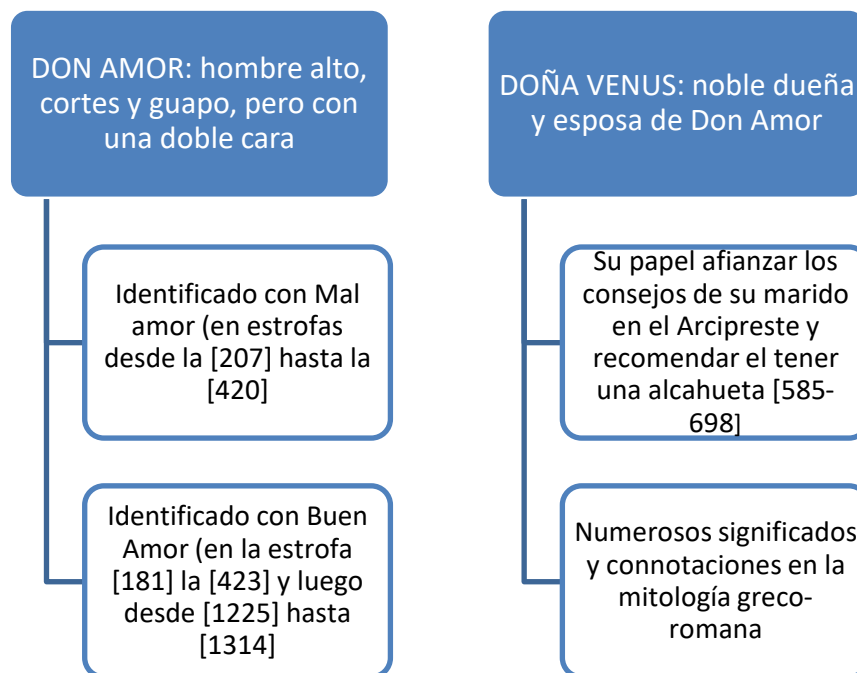 DON AMOR: hombre alto,
cortes y guapo, pero con
una doble cara
Identificado con Mal
amor (en estrofas
desde la [207] hasta la
[420]
Identificado con Buen
Amor (en la estrofa
[181] la [423] y luego
desde [1225] hasta
[1314]
DOÑA VENUS: noble dueña
y esposa de Don Amor
Su papel afianzar los
consejos de su marido
en el Arcipreste y
recomendar el tener
una alcahueta [585-
698]
Numerosos significados
y connotaciones en la
mitología greco-
romana